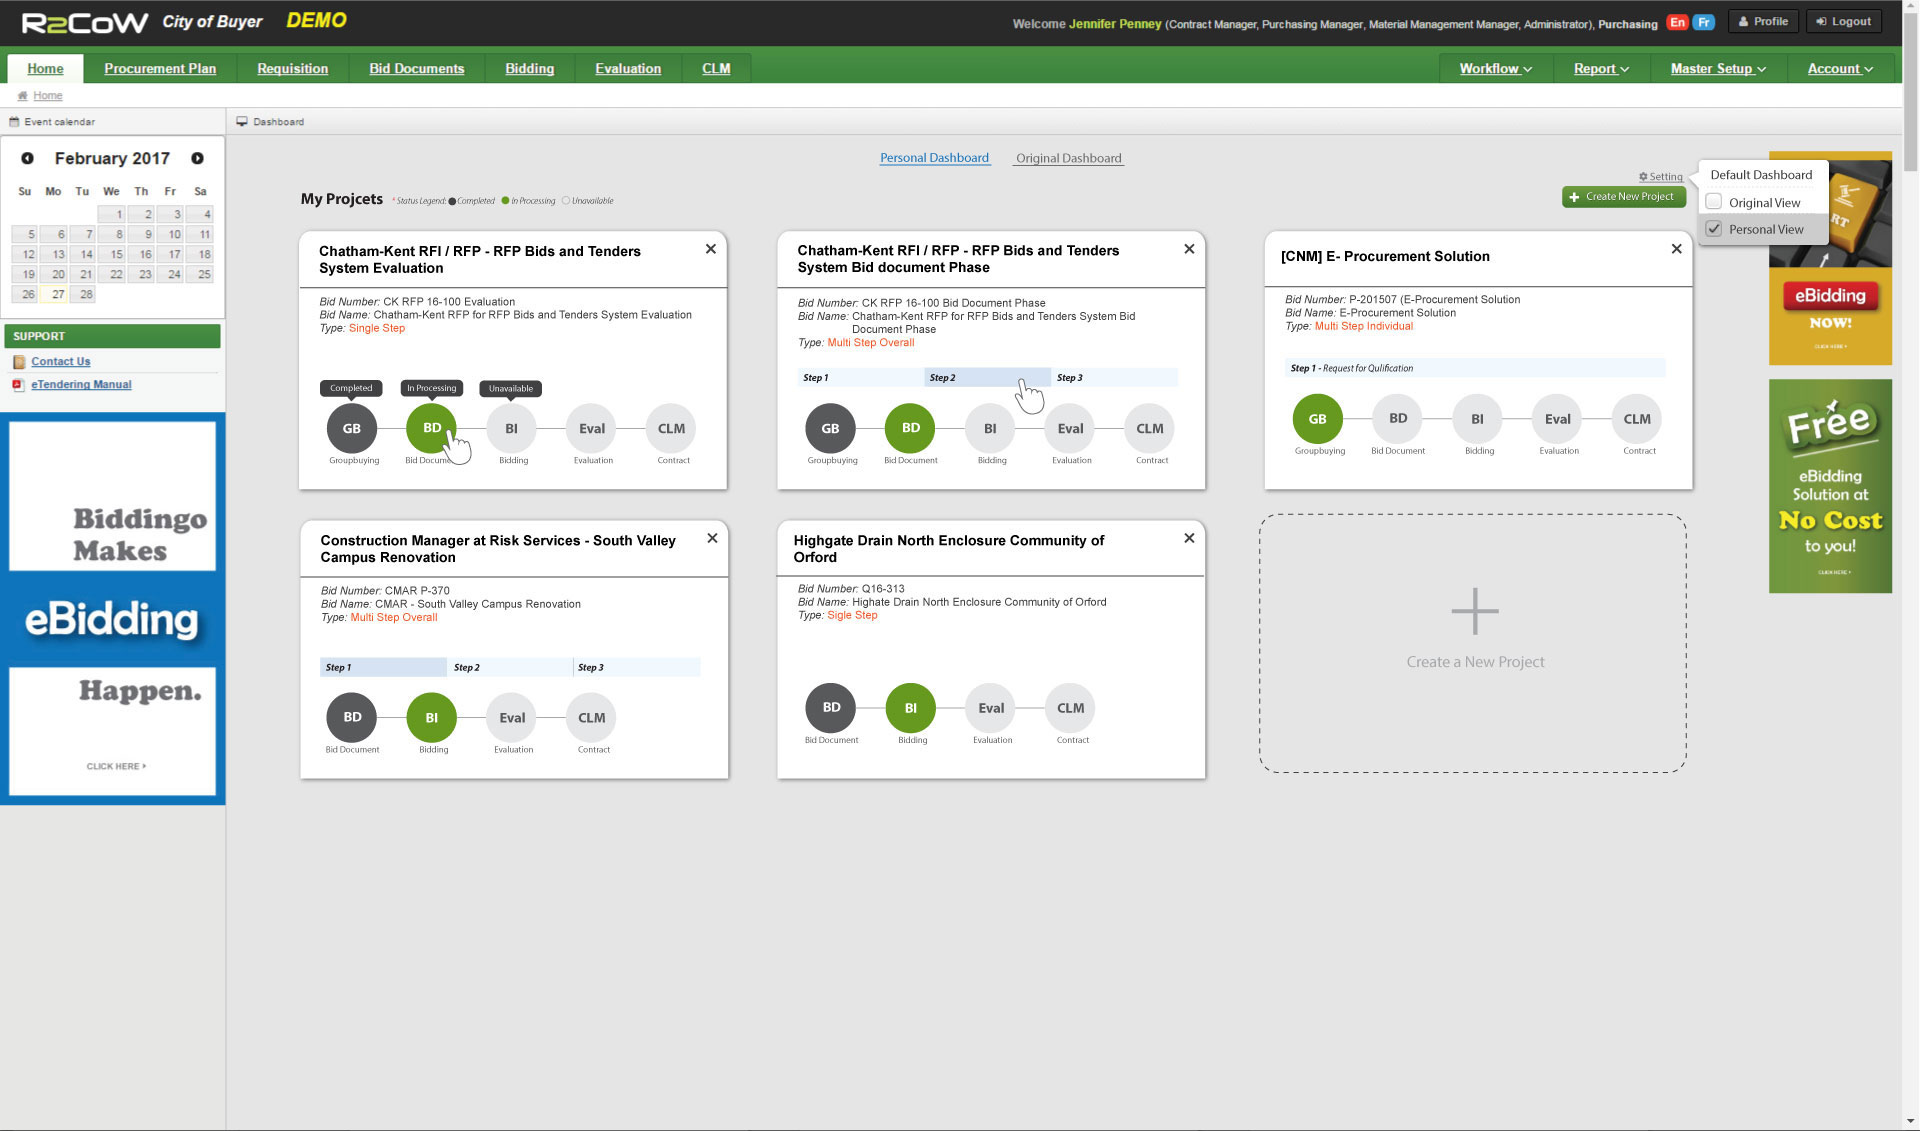 R2CoW City of Buyer DEMO
Welcome Jennifer Penney (Contract Manager, Purchasing Manager, Material Management Manager, Administrator), Purchasing En Fr Profile Logout
Home Procurement Plan Requisition Bid Documents Bidding Evaluation CLM Workflow Report Master Setup Account
Home
Event calendar
Dashboard
February 2017
Su Mo Tu We Th Fr Sa
1 2 3 4
5 6 7 8 9 10 11
12 13 14 15 16 17 18
19 20 21 22 23 24 25
26 27 28
SUPPORT
Contact Us
eTendering Manual
Biddingo
Makes
eBidding
Happen.
CLICK HERE
Personal Dashboard Original Dashboard
My Projcets * Status Legend: Completed In Processing Unavailable
Setting
Create New Project
Default Dashboard
Original View
Personal View
Chatham-Kent RFI / RFP - RFP Bids and Tenders
System Evaluation
Bid Number: CK RFP 16-100 Evaluation
Bid Name: Chatham-Kent RFP for RFP Bids and Tenders System Evaluation
Type: Single Step
Completed In Processing Unavailable
GB BD BI Eval CLM
Groupbuying Bid Docume Bidding Evaluation Contract
Chatham-Kent RFI / RFP - RFP Bids and Tenders
System Bid document Phase
Bid Number: CK RFP 16-100 Bid Document Phase
Bid Name: Chatham-Kent RFP for RFP Bids and Tenders System Bid
Document Phase
Type: Multi Step Overall
Step 1 Step 2 Step 3
GB BD BI Eval CLM
Groupbuying Bid Document Bidding Evaluation Contract
[CNM] E- Procurement Solution
Bid Number: P-201507 (E-Procurement Solution
Bid Name: E-Procurement Solution
Type: Multi Step Individual
Step 1 - Request for Qulification
GB BD BI Eval CLM
Groupbuying Bid Document Bidding Evaluation Contract
Construction Manager at Risk Services - South Valley
Campus Renovation
Bid Number: CMAR P-370
Bid Name: CMAR - South Valley Campus Renovation
Type: Multi Step Overall
Step 1 Step 2 Step 3
BD BI Eval CLM
Bid Document Bidding Evaluation Contract
Highgate Drain North Enclosure Community of
Orford
Bid Number: Q16-313
Bid Name: Highate Drain North Enclosure Community of Orford
Type: Sigle Step
BD BI Eval CLM
Bid Document Bidding Evaluation Contract
Create a New Project
RT
eBidding
NOW!
CLICK HERE
Free
eBidding
Solution at
No Cost
to you!
CLICK HERE